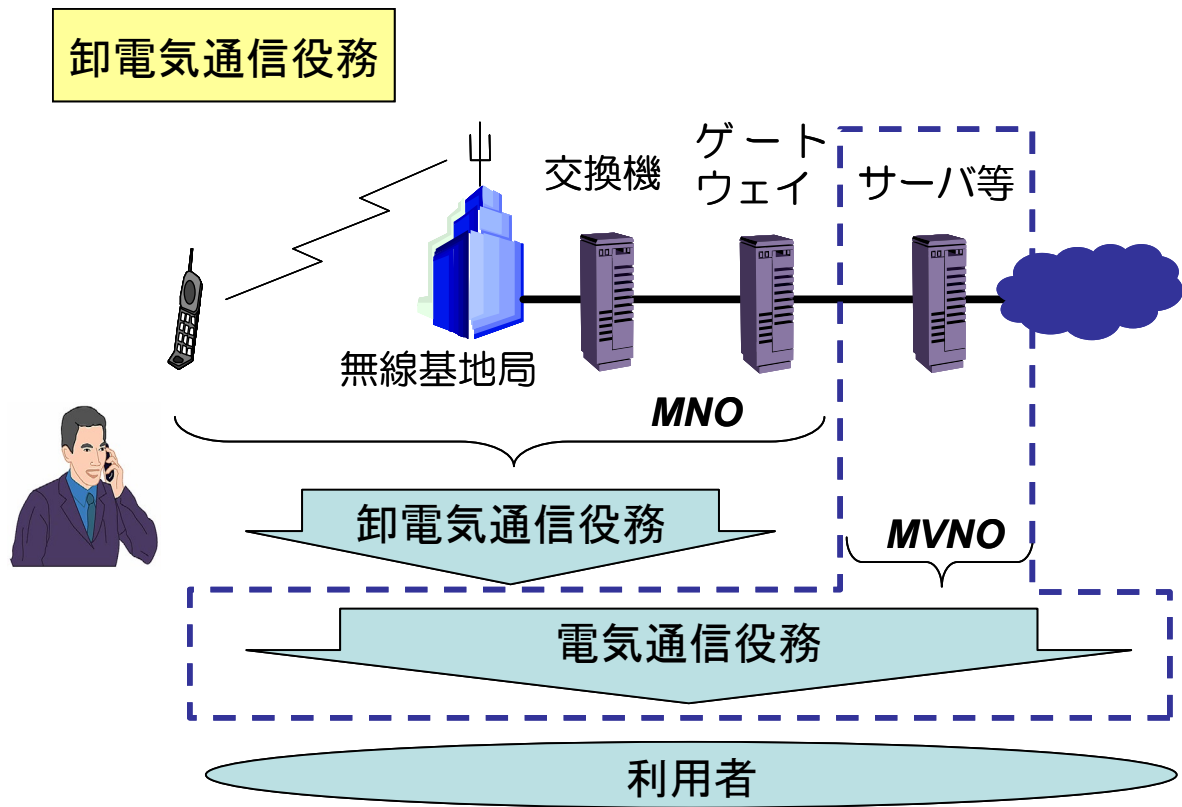 卸電気通信役務
ゲート
ウェイ
交換機
サーバ等
無線基地局
MNO
卸電気通信役務
MVNO
電気通信役務
利用者